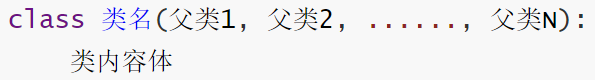 class 类名(父类1, 父类2, ......, 父类N):
    类内容体